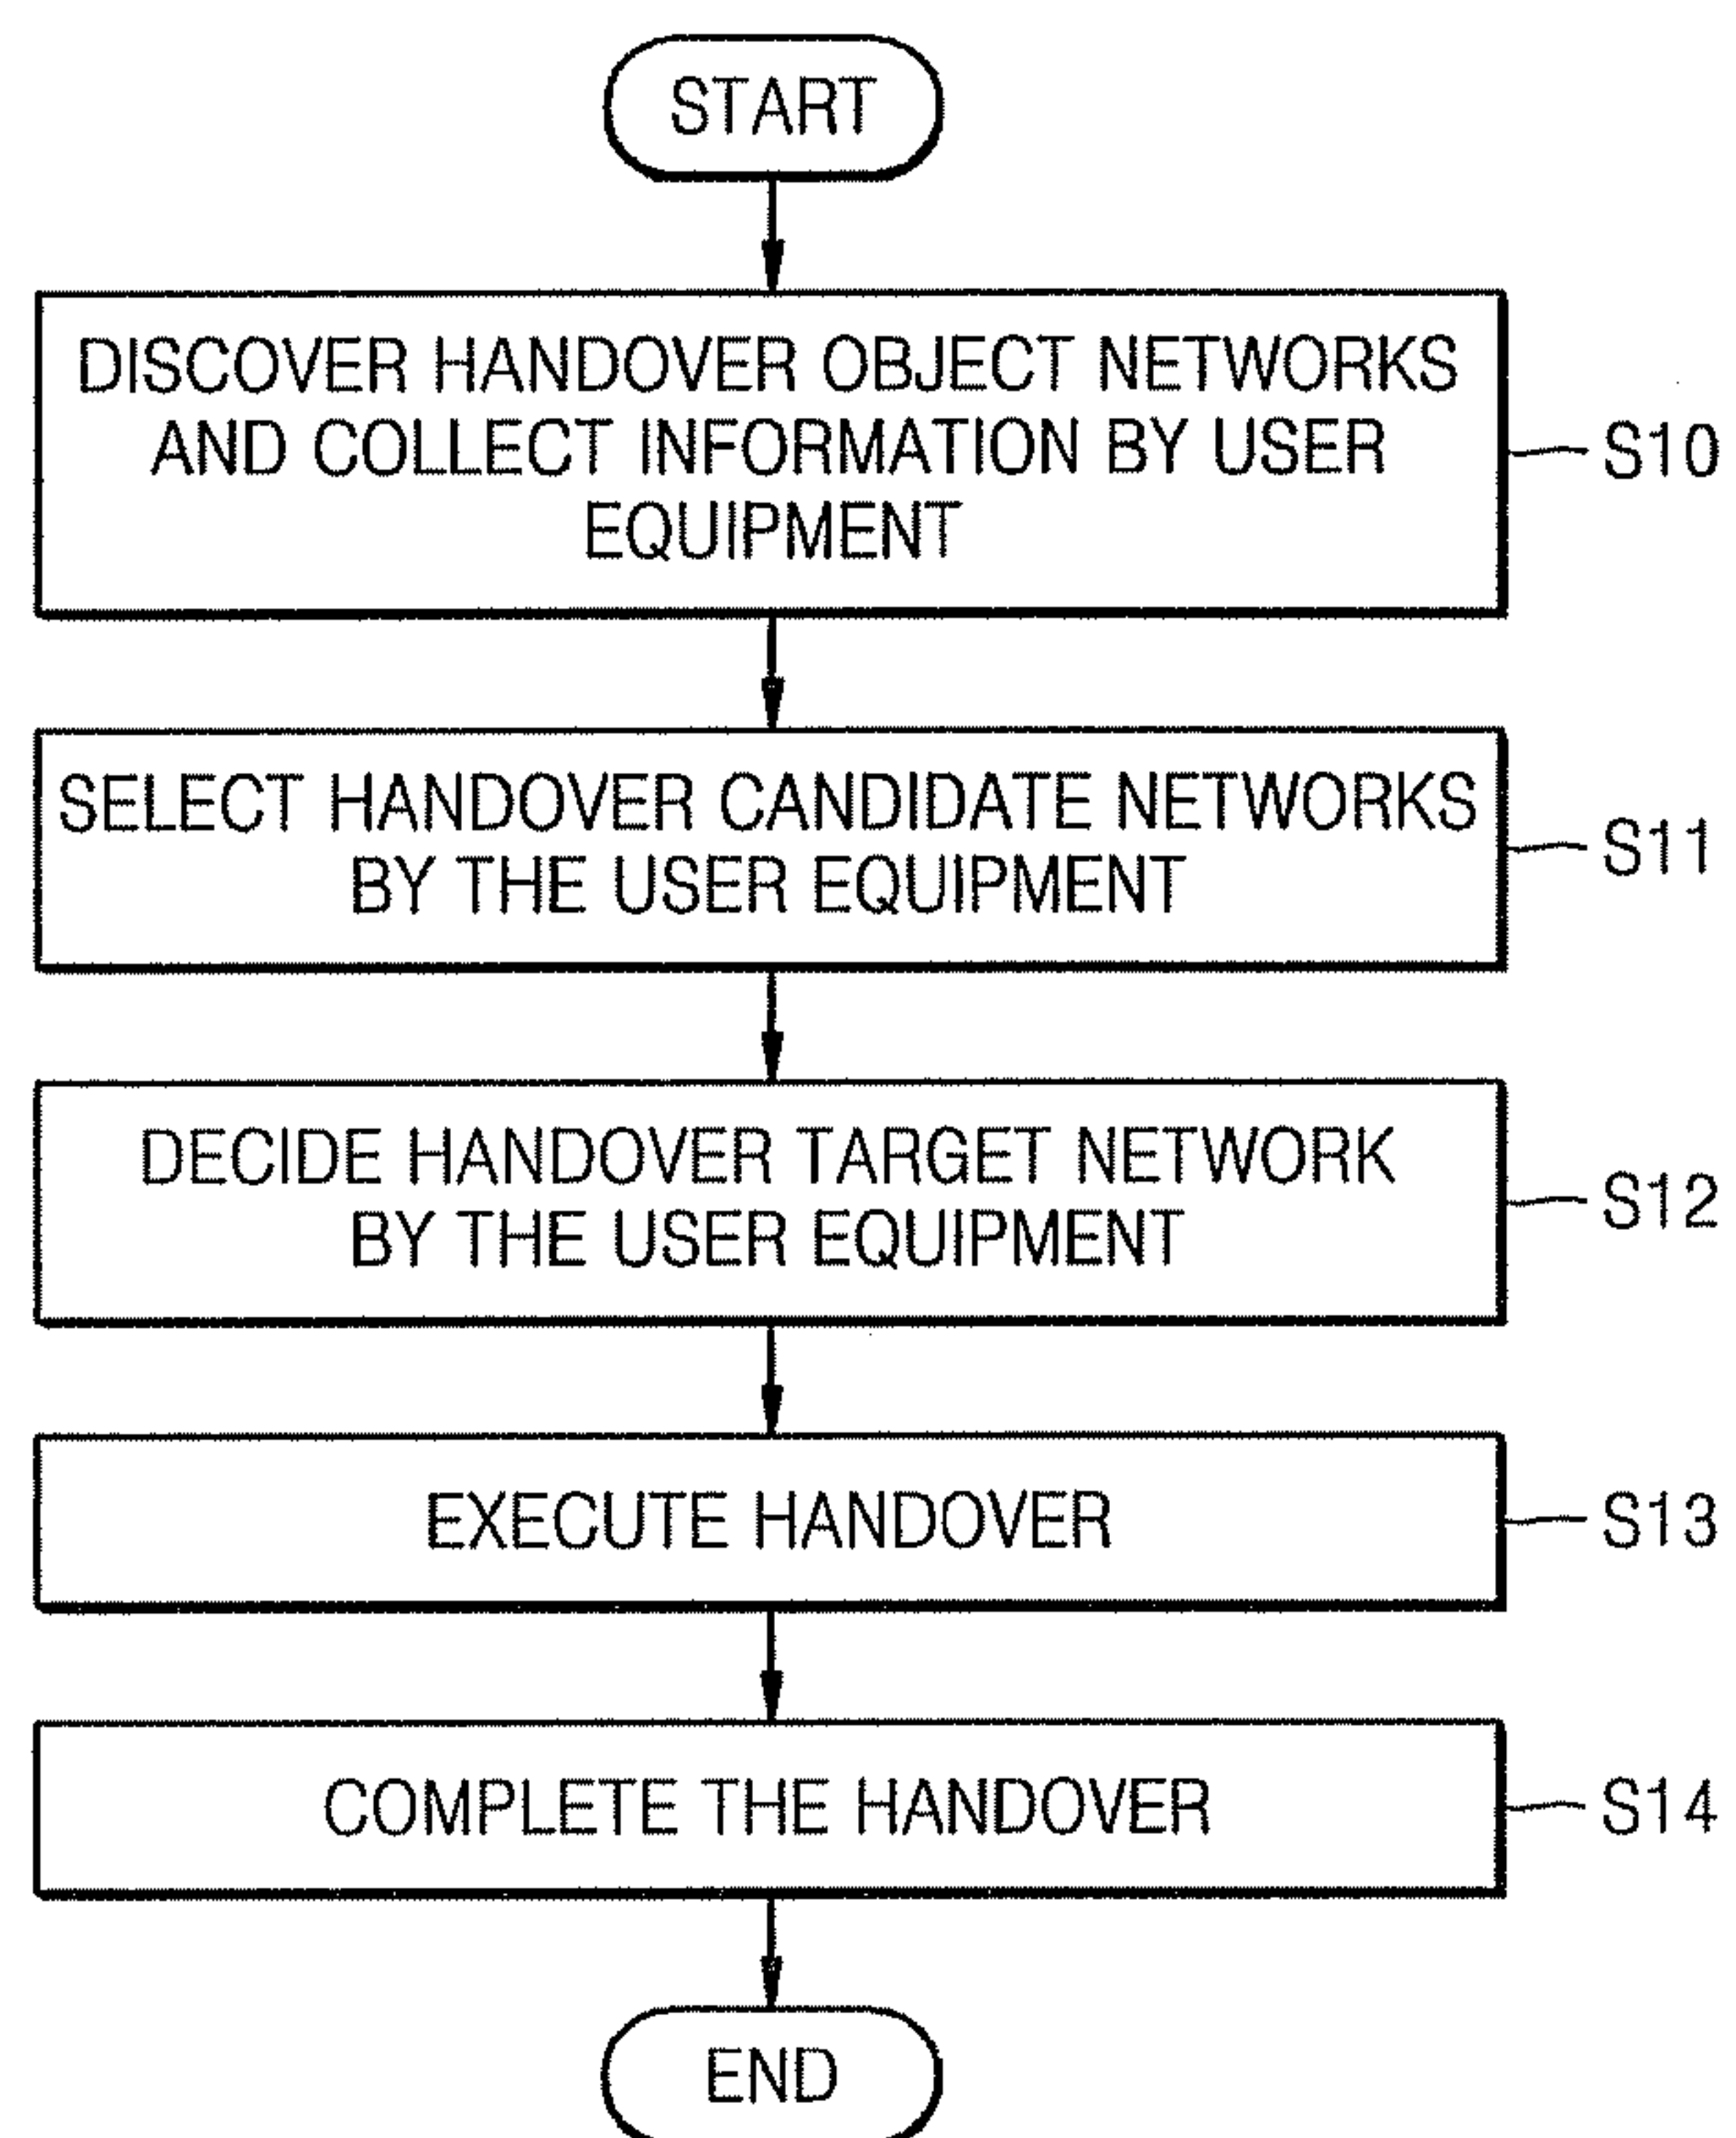 START
DISCOVER HANDOVER OBJECT NETWORKS
AND COLLECT INFORMATION BY USER
EQUIPMENT
S10
SELECT HANDOVER CANDIDATE NETWORKS
BY THE USER EQUIPMENT
S11
DECIDE HANDOVER TARGET NETWORK
BY THE USER EQUIPMENT
S12
EXECUTE HANDOVER
S13
COMPLETE THE HANDOVER
S14
END